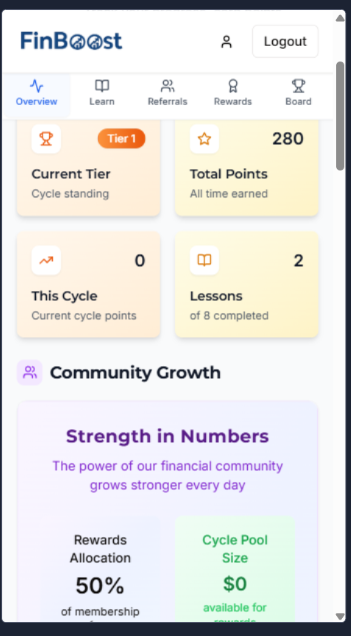 FinBoost
Logout
Overview
Learn
Referrals
Rewards
Board
Tier 1
Current Tier
Cycle standing
280
Total Points
All time earned
0
This Cycle
Current cycle points
2
Lessons
of 8 completed
Community Growth
Strength in Numbers
The power of our financial community
grows stronger every day
Rewards
Allocation
50%
of membership
Cycle Pool
Size
$0
available for